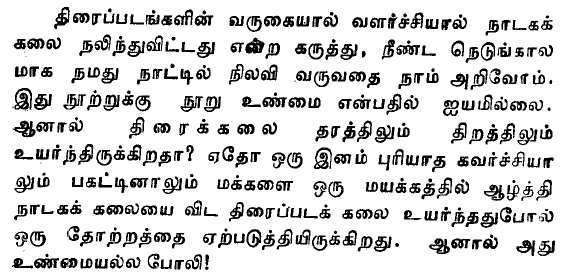 திரைப்படங்களின் வருகையால் வளர்ச்சியால் நாடகக்
கலை நலிந்துவிட்டது என்ற கருத்து, நீண்ட நெடுங்கால
மாக நமது நாட்டில் நிலவி வருவதை நாம் அறிவோம்.
இது நூற்றுக்கு நூறு உண்மை என்பதில் ஐயமில்லை.
ஆனால் திரைக்கலை தரத்திலும் திறத்திலும்
உயர்ந்திருக்கிறதா? ஏதோ ஒரு இனம் புரியாத கவர்ச்சியா
லும் பகட்டினாலும் மக்களை ஒரு மயக்கத்தில் ஆழ்த்தி
நாடகக் கலையை விட திரைப்படக் கலை உயர்ந்ததுபோல்
ஒரு தோற்றத்தை ஏற்படுத்தியிருக்கிறது. ஆனால் அது
உண்மையல்ல போலி!